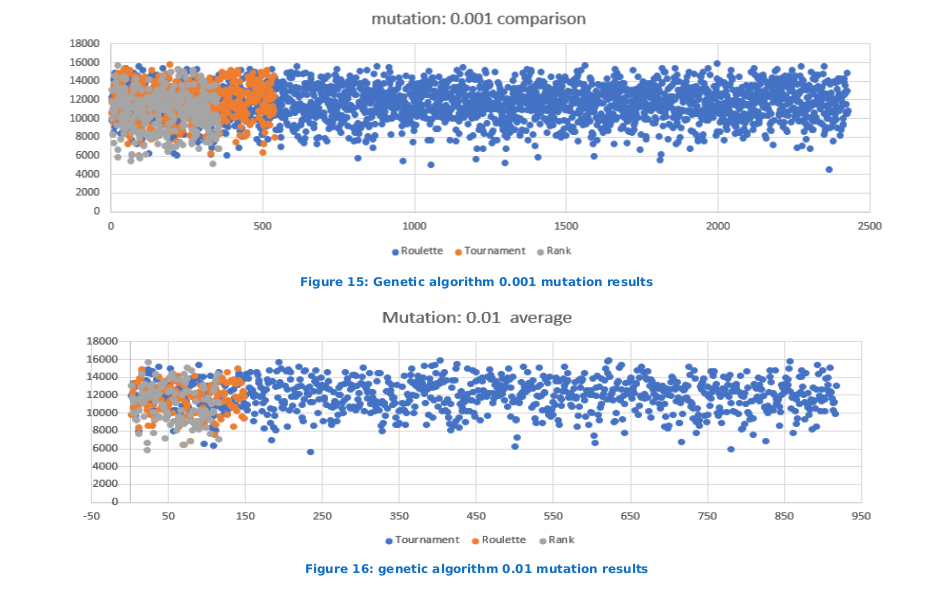 mutation: 0.001 comparison
18000
16000
14000
12000
10000
8000
6000
4000
2000
0
0 500 1000 1500 2000 2500
Roulette Tournament Rank
Figure 15: Genetic algorithm 0.001 mutation results
Mutation: 0.01 average
18000
16000
14000
12000
10000
8000
6000
4000
2000
0
-50 50 150 250 350 450 550 650 750 850 950
Tournament Roulette Rank
Figure 16: genetic algorithm 0.01 mutation results